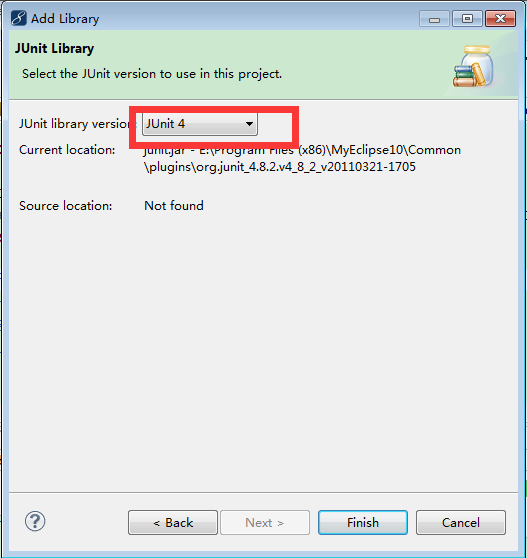 Add Library
JUnit Library
Select the JUnit version to use in this project.
JUnit library version:
JUnit 4
Current location:
junit.jar - E:\Program Files (x86)\MyEclipse10\Common
\plugins\org.junit_4.8.2.v4_8_2_v20110321-1705
Source location:
Not found
?
< Back
Next >
Finish
Cancel